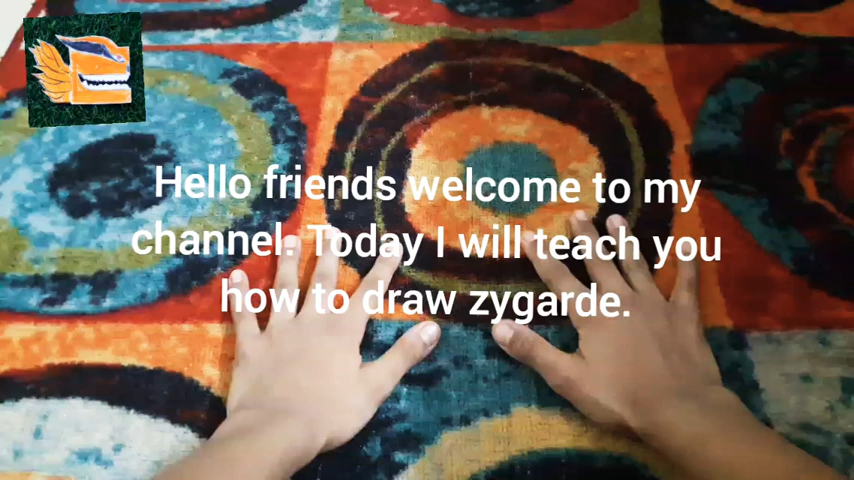 Hello friends welcome to my
channel. Today I will teach you
how to draw zygarde.